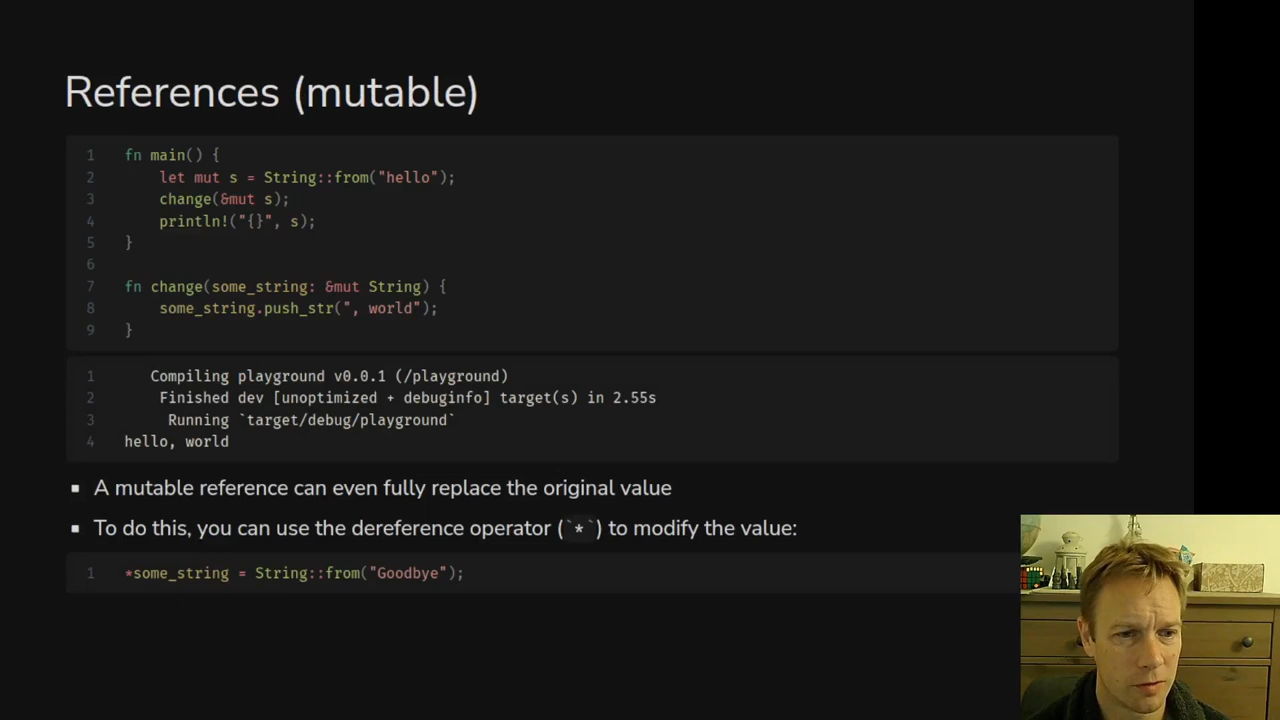 References (mutable)
1 fn main() {
2 let mut s = String::from("hello");
3 change(&mut s);
4 println!("{}", s);
5 }
6
7 fn change(some_string: &mut String) {
8 some_string.push_str(", world");
9 }
1 Compiling playground v0.0.1 (/playground)
2 Finished dev [unoptimized + debuginfo] target(s) in 2.55s
3 Running `target/debug/playground`
4 hello, world
▪ A mutable reference can even fully replace the original value
▪ To do this, you can use the dereference operator (`*`) to modify the value:
1 *some_string = String::from("Goodbye");